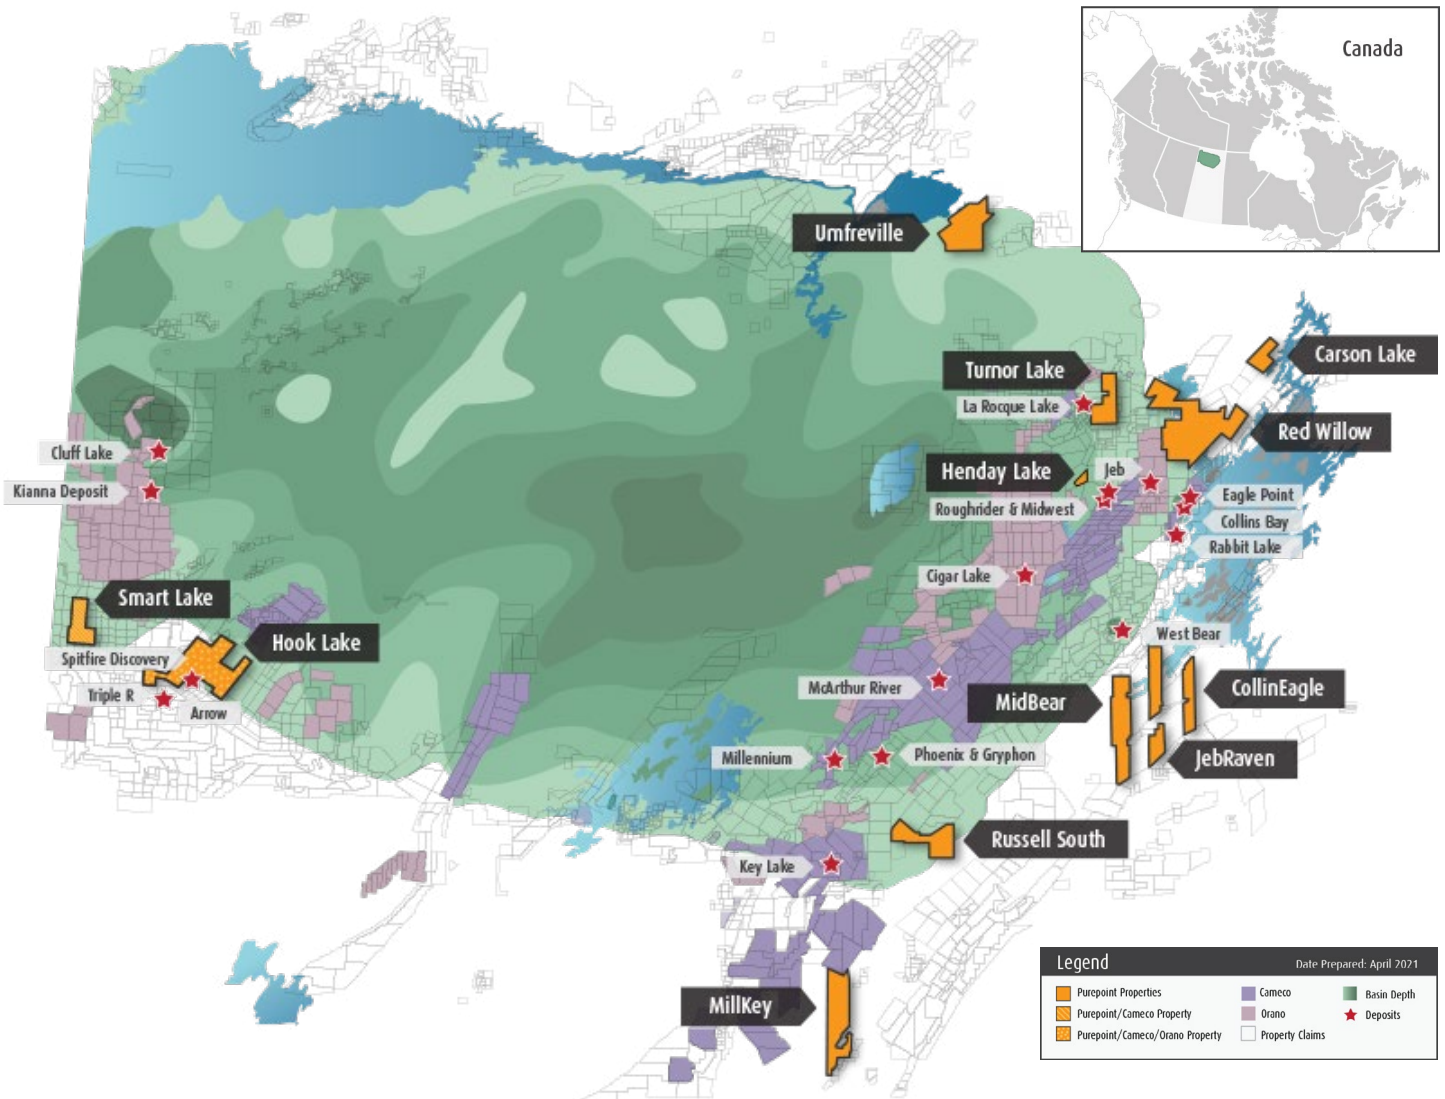 Canada
Umfreville
Carson Lake
Turnor Lake
La Rocque Lake
Red Willow
Cluff Lake
Henday Lake
Jeb
Kianna Deposit
Eagle Point
Roughrider & Midwest
Collins Bay
Rabbit Lake
Cigar Lake
Smart Lake
West Bear
Hook Lake
Spitfire Discovery
McArthur River
CollinEagle
Triple R
MidBear
Arrow
Millennium
Phoenix & Gryphon
JebRaven
Russell South
Key Lake
MillKey
Legend
Date Prepared: April 2021
Purepoint Properties
Cameco
Basin Depth
Purepoint/Cameco Property
Orano
Deposits
Purepoint/Cameco/Orano Property
Property Claims